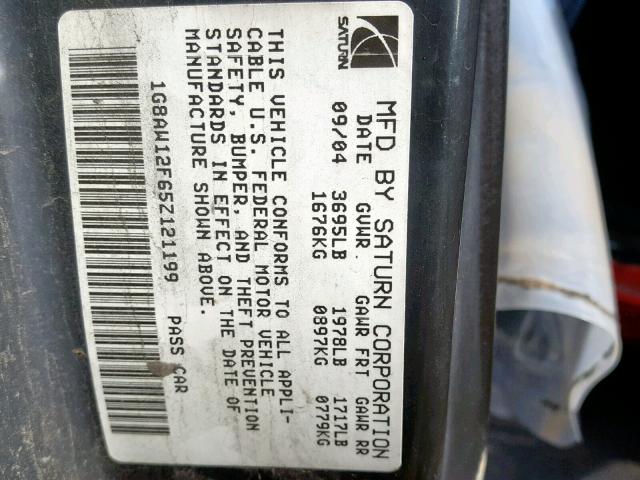 SATURN
MFD BY SATURN CORPORATION
DATE GVWR. GAWR FRT GAWR RR
09/04 3695LB 1978LB 1717LB
1676KG 0897KG 0779KG
THIS VEHICLE CONFORMS TO ALL APPLI-
CABLE U.S. FEDERAL MOTOR VEHICLE
SAFETY, BUMPER, AND THEFT PREVENTION
STANDARDS IN EFFECT ON THE DATE OF
MANUFACTURE SHOWN ABOVE.
1G8AW12F65Z121199 PASS CAR